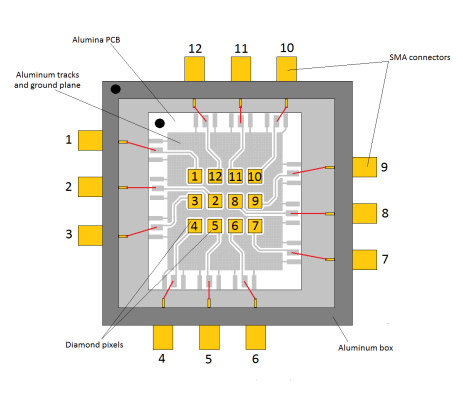 12 11 10
Alumina PCB
SMA connectors
Aluminum tracks
and ground plane
1
9
1 12 11 10
2
3 2 8 9
8
3
4 5 6 7
7
Diamond pixels
Aluminum box
4 5 6